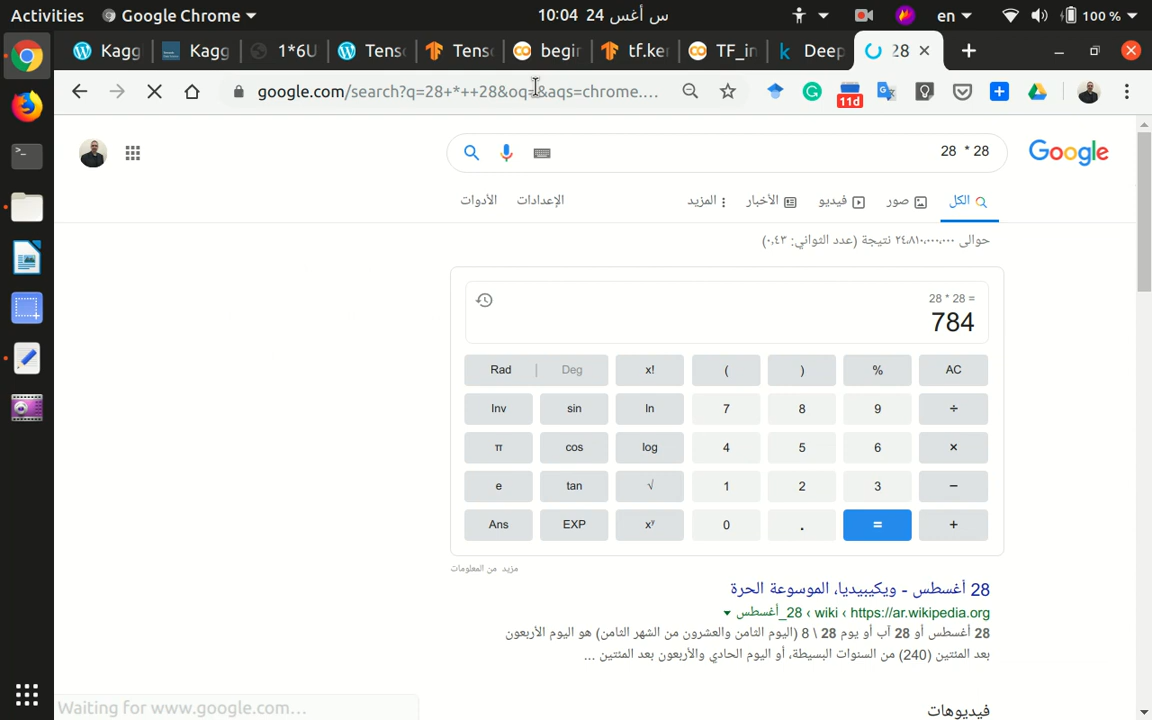 Activities Google Chrome س أغس 24 10:04 en 100 %
Kagg Kagg 1*6U Tens Tens begin tf.ke TF_in Deep 28
google.com/search?q=28+*++28&oq=&aqs=chrome....
11d
28 * 28
Google
الكل صور فيديو الأخبار المزيد الإعدادات الأدوات
حوالى ٢٤،٨١٠،٠٠٠،٠٠٠ نتيجة (عدد الثواني: ٠,٤٣)
28 * 28 =
784
Rad Deg x! ( ) % AC
Inv sin ln 7 8 9 ÷
π cos log 4 5 6 ×
e tan √ 1 2 3 −
Ans EXP xʸ 0 . = +
مزيد من المعلومات
28 أغسطس - ويكيبيديا، الموسوعة الحرة
https://ar.wikipedia.org › wiki › 28_أغسطس
28 أغسطس أو 28 آب أو يوم 28 \ 8 (اليوم الثامن والعشرون من الشهر الثامن) هو اليوم الأربعون
بعد المئتين (240) من السنوات البسيطة، أو اليوم الحادي والأربعون بعد المئتين ...
فيديوهات
Waiting for www.google.com...